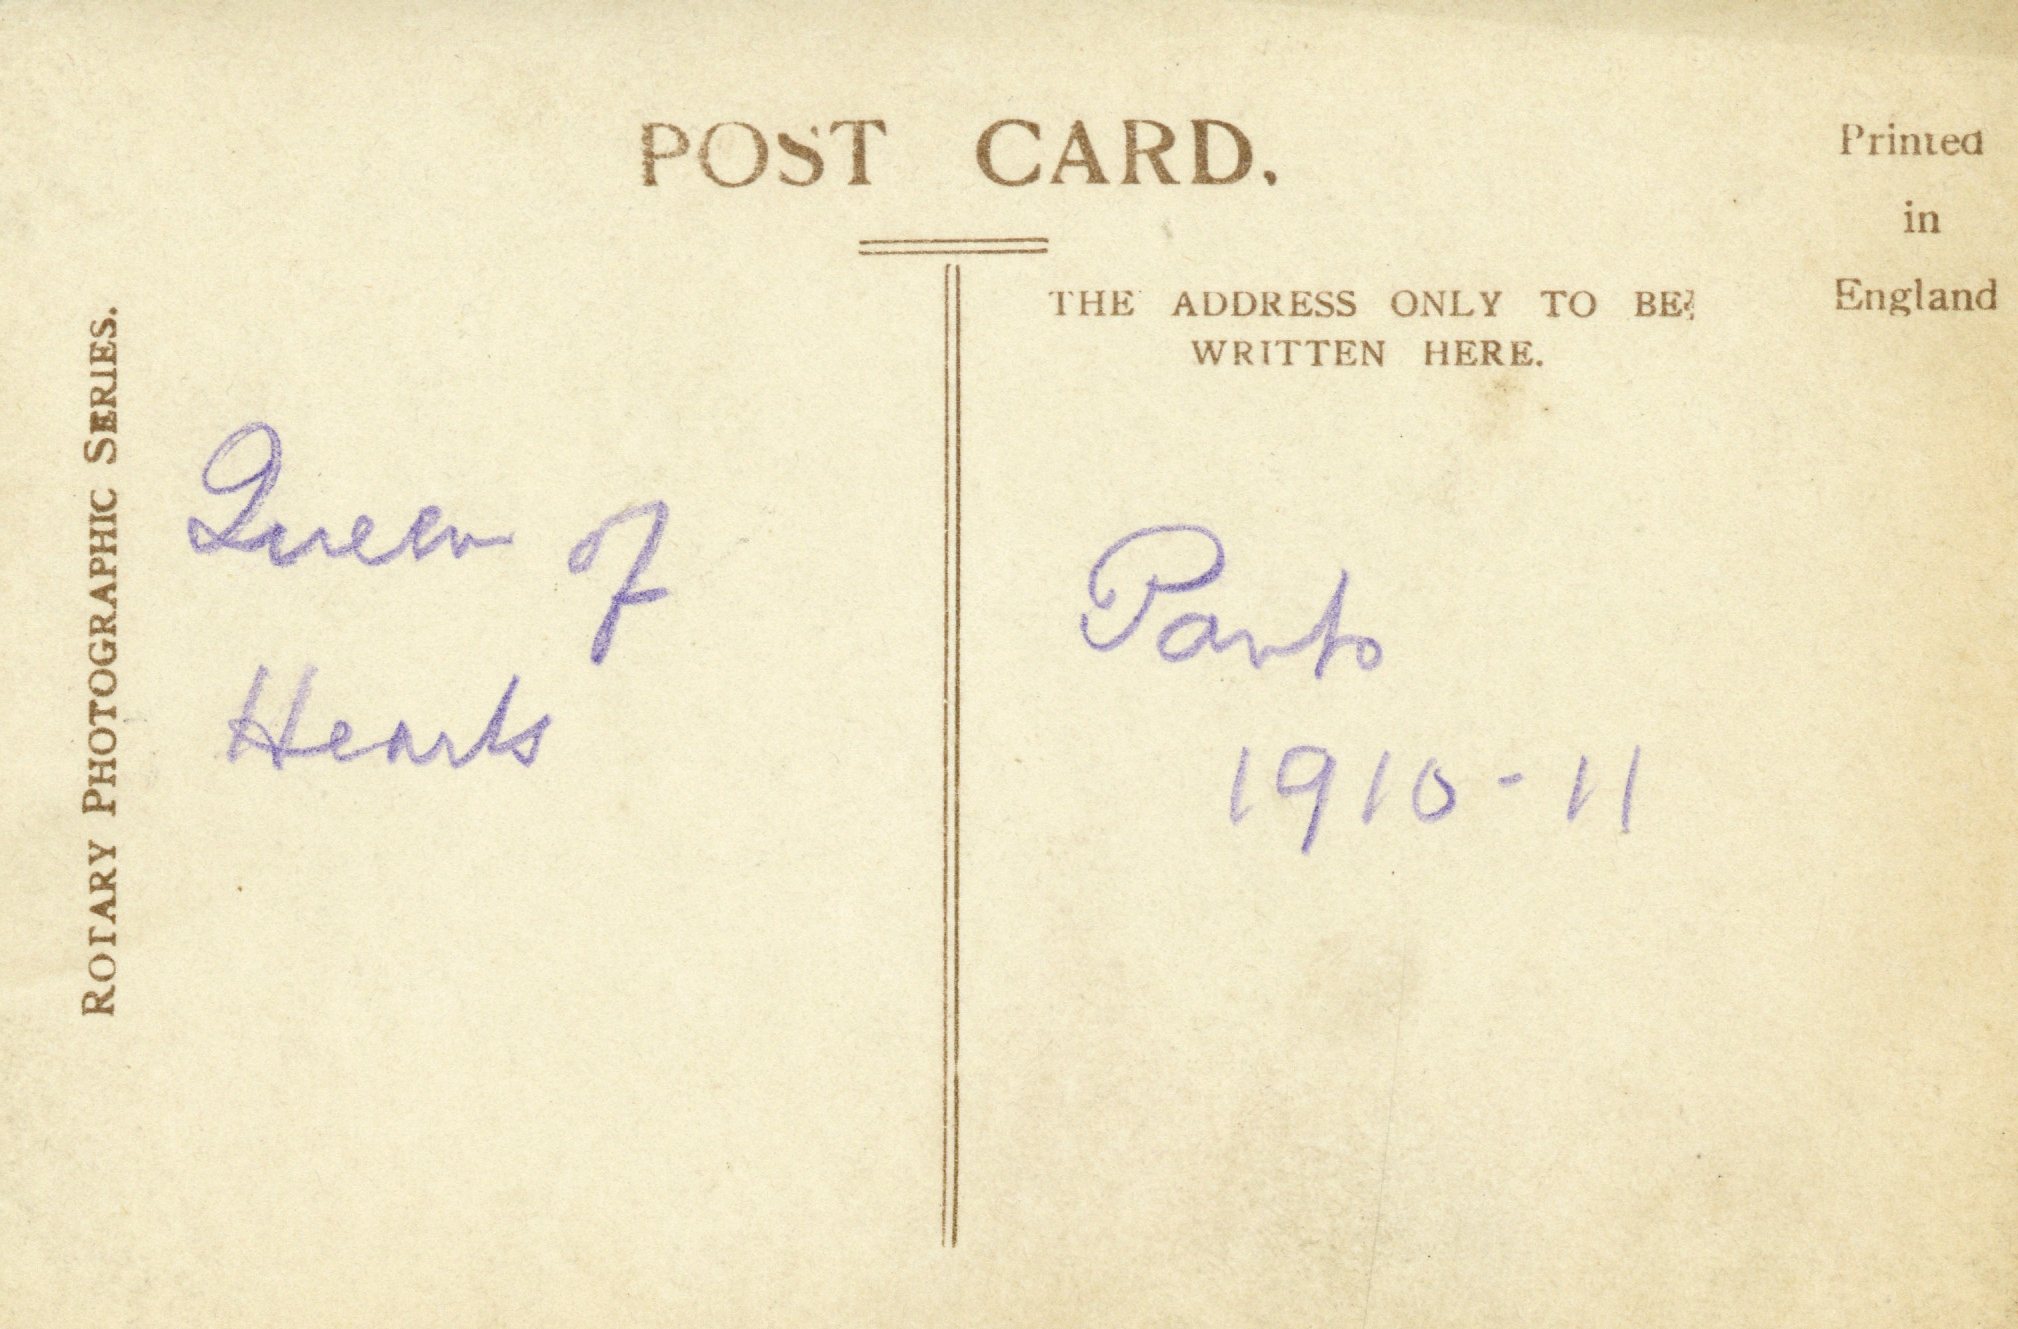 POST CARD.
Printed
in
England
THE ADDRESS ONLY TO BE
WRITTEN HERE.
ROTARY PHOTOGRAPHIC SERIES.
Queen of
Hearts
Panto
1910-11